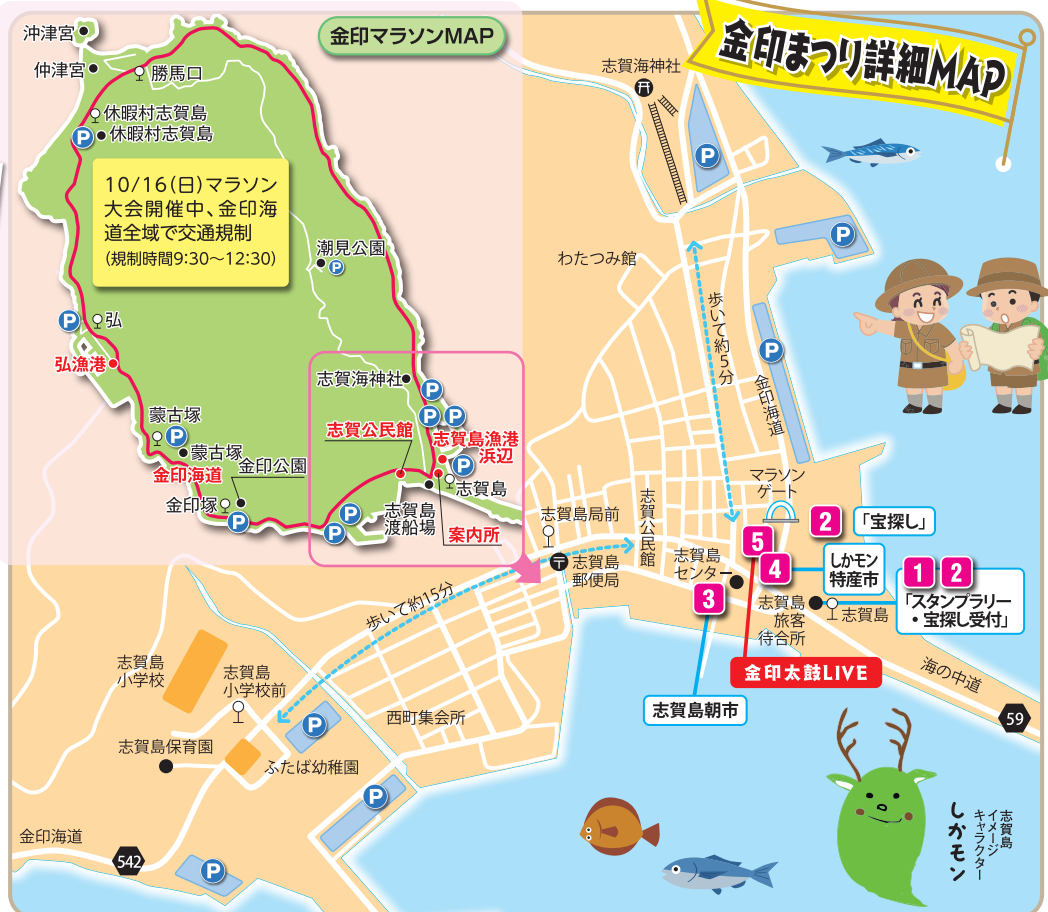 金印マラソンMAP
金印まつり詳細MAP
沖津宮
仲津宮
勝馬口
休暇村志賀島
P
休暇村志賀島
10/16(日)マラソン
大会開催中、金印海
道全域で交通規制
(規制時間9:30〜12:30)
潮見公園
P
P
弘
弘漁港
志賀海神社
P
P
P
蒙古塚
P
蒙古塚
金印海道
金印公園
金印塚
P
P
P
志賀公民館
志賀島漁港
浜辺
P
志賀島
志賀島
渡船場
案内所
志賀海神社
P
P
わたつみ館
歩いて約5分
P
金印海道
マラソン
ゲート
2
「宝探し」
5
4
しかモン
特産市
1 2
「スタンプラリー
・宝探し受付」
志賀公民館
志賀島
センター
3
志賀島
旅客
待合所
志賀島
志賀島局前
〒
志賀島
郵便局
歩いて約15分
金印太鼓LIVE
志賀島朝市
海の中道
59
志賀島
小学校
志賀島
小学校前
P
西町集会所
志賀島保育園
ふたば幼稚園
P
金印海道
542
P
志賀島
イメージ
キャラクター
しかモン